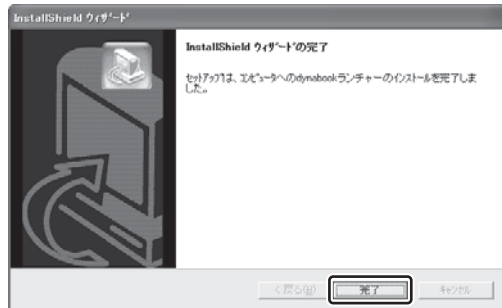 InstallShield ウィザード
InstallShield ウィザードの完了
セットアップは、コンピュータへのdynabookランチャーのインストールを完了しま
した。
< 戻る(B)
完了
キャンセル